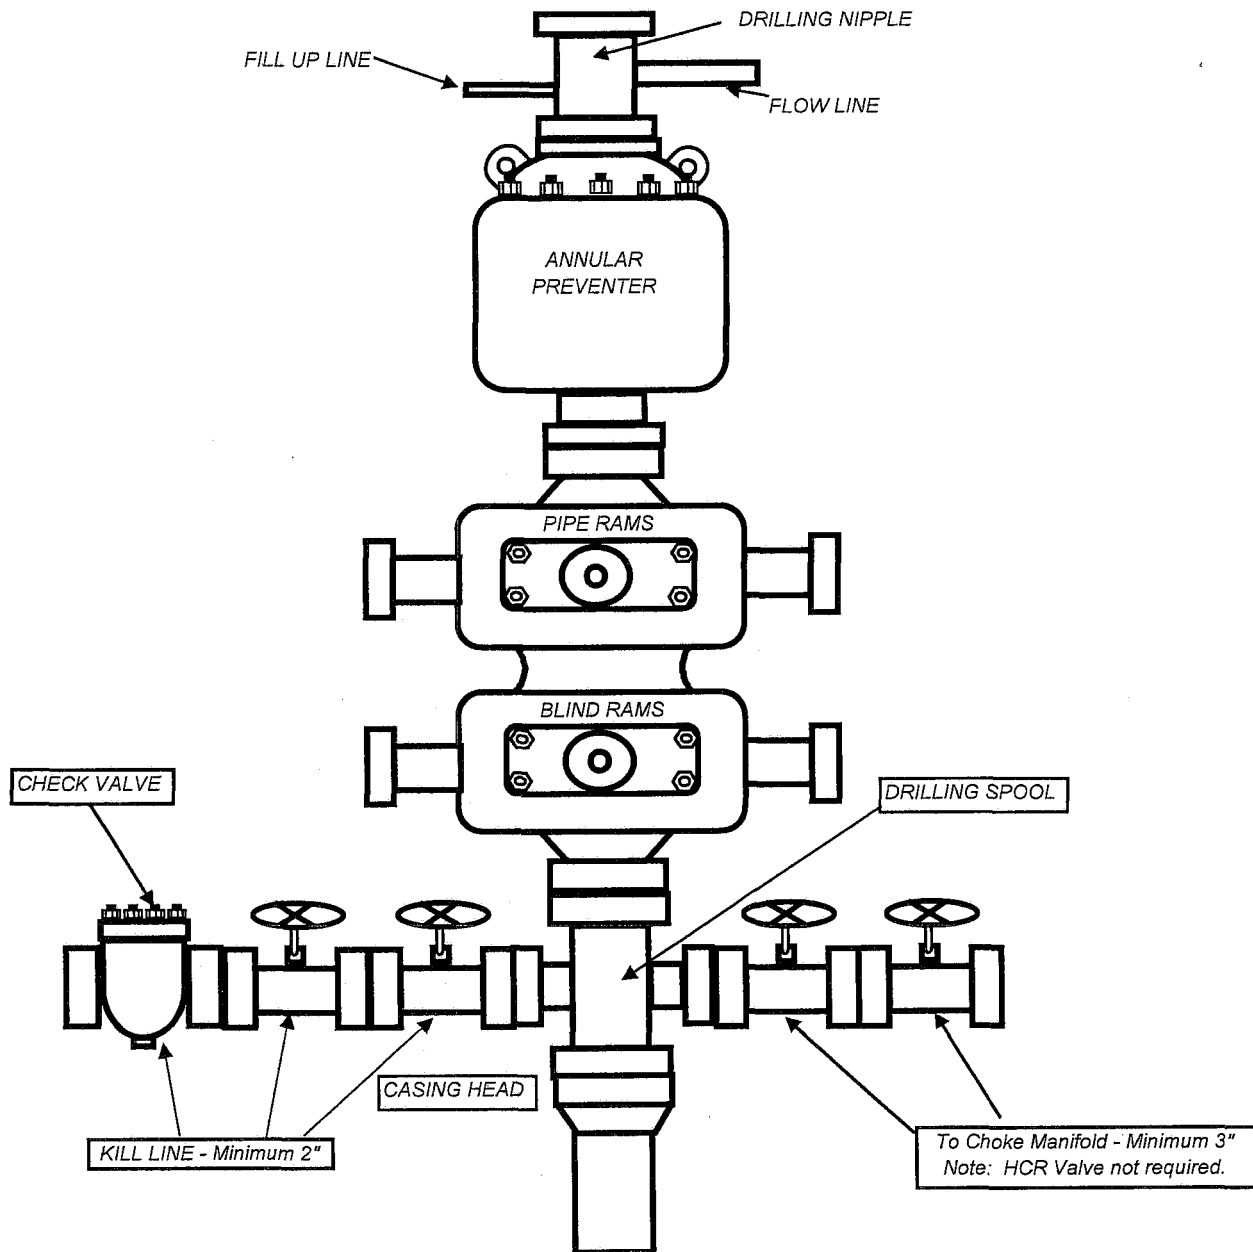 DRILLING NIPPLE
FILL UP LINE
FLOW LINE
ANNULAR
PREVENTER
PIPE RAMS
BLIND RAMS
CHECK VALVE
DRILLING SPOOL
CASING HEAD
KILL LINE - Minimum 2"
To Choke Manifold - Minimum 3"
Note: HCR Valve not required.